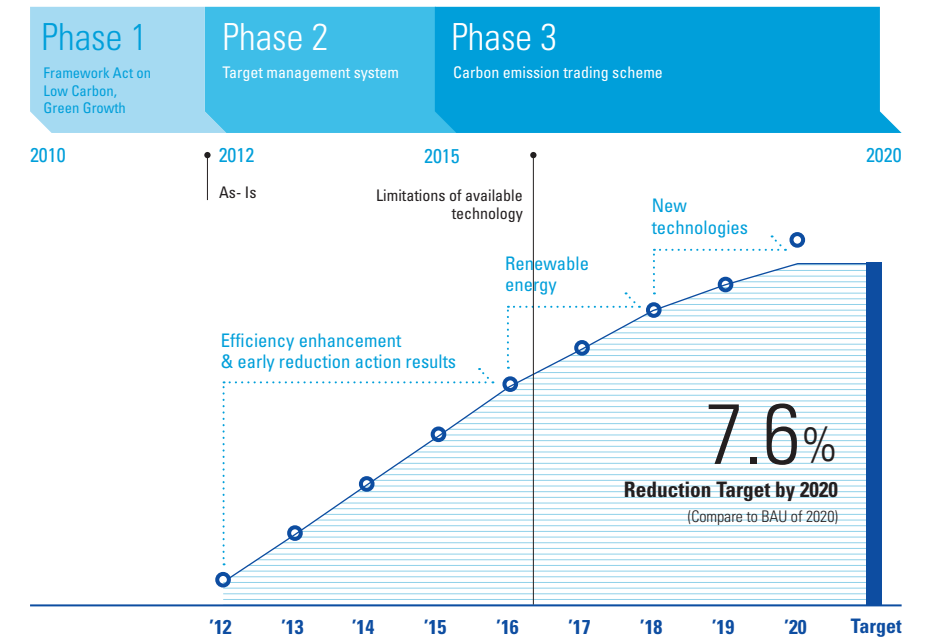 Phase 1
Framework Act on
Low Carbon,
Green Growth
Phase 2
Target management system
Phase 3
Carbon emission trading scheme
2010
2012
2015
2020
As- Is
Limitations of available
technology
New
technologies
Renewable
energy
Efficiency enhancement
& early reduction action results
7.6%
Reduction Target by 2020
(Compare to BAU of 2020)
’12
’13
’14
’15
’16
’17
’18
’19
’20
Target